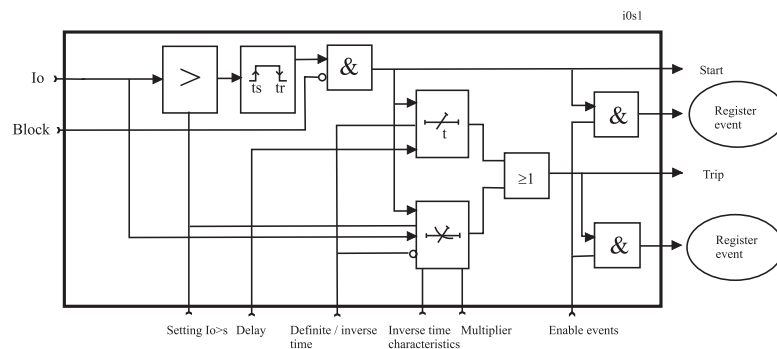 i0s1
Io
>
ts tr
&
Start
Block
t
&
Register
event
≥1
Trip
&
Register
event
Setting Io>s
Delay
Definite / inverse
time
Inverse time
characteristics
Multiplier
Enable events